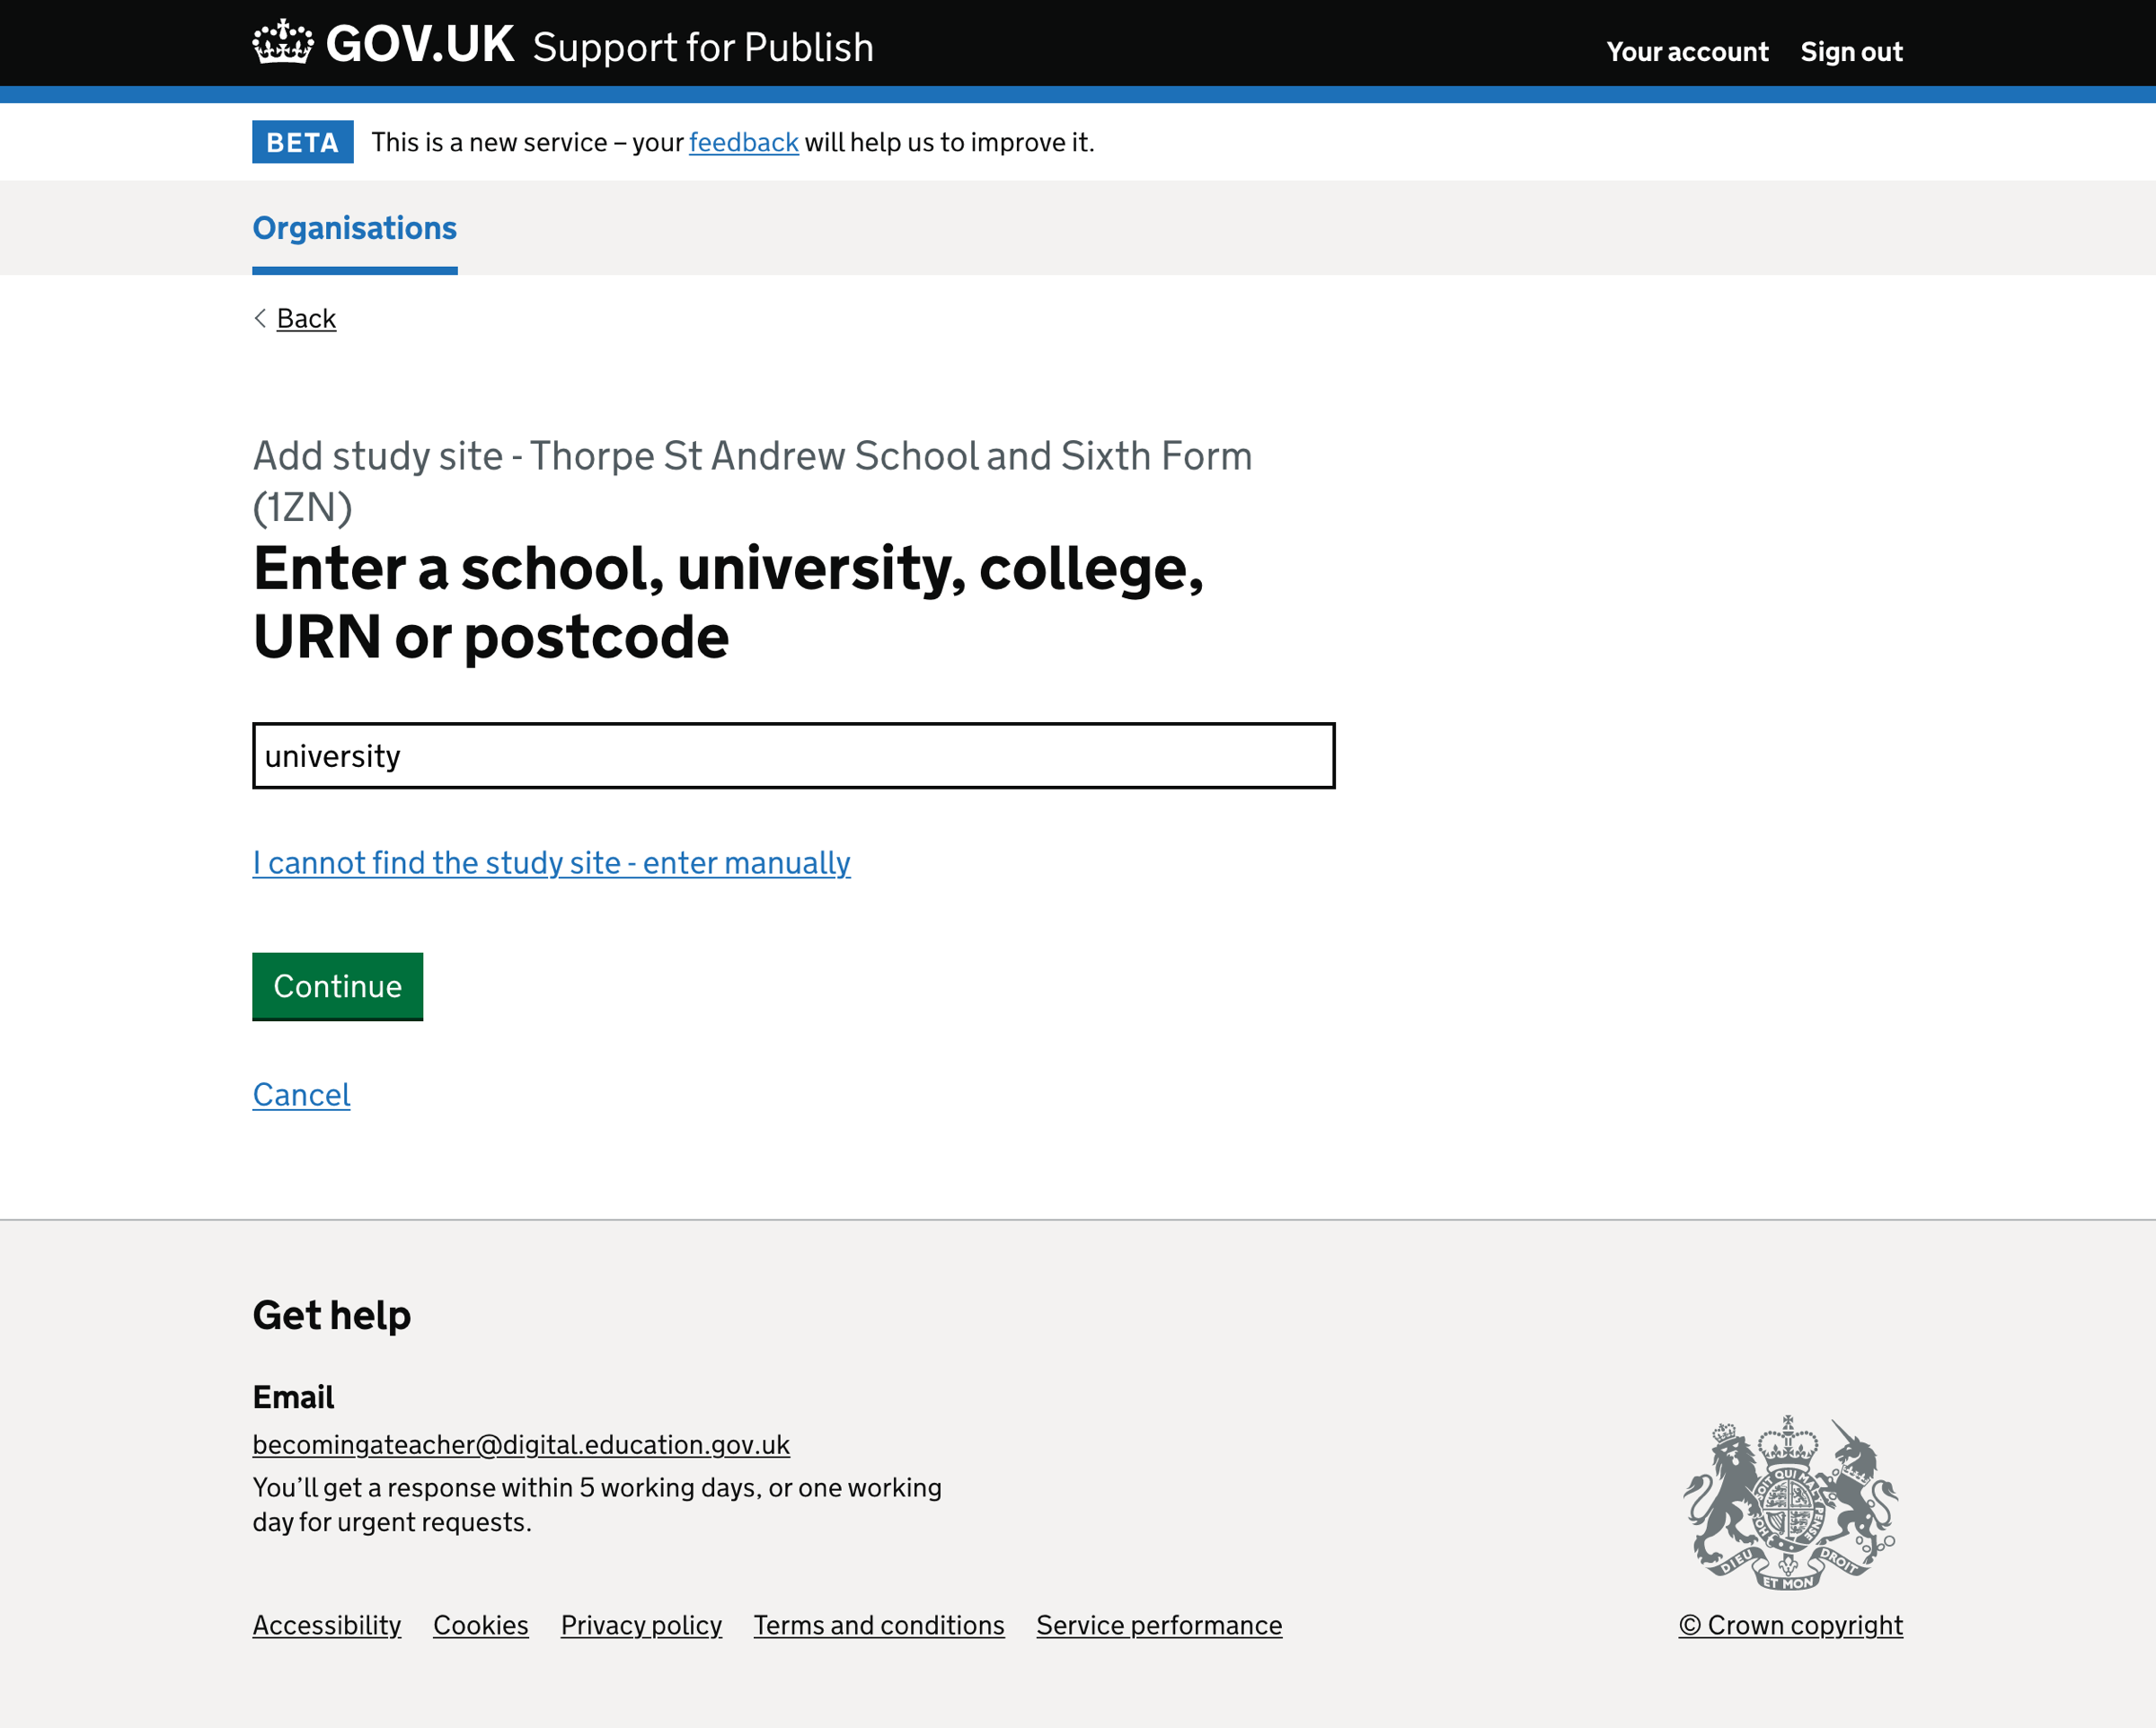 GOV.UK Support for Publish
Your account Sign out
BETA This is a new service – your feedback will help us to improve it.
Organisations
Back
Add study site - Thorpe St Andrew School and Sixth Form
(1ZN)
Enter a school, university, college,
URN or postcode
university
I cannot find the study site - enter manually
Continue
Cancel
Get help
Email
becomingateacher@digital.education.gov.uk
You’ll get a response within 5 working days, or one working
day for urgent requests.
DIEU ET MON DROIT
Accessibility Cookies Privacy policy Terms and conditions Service performance
© Crown copyright